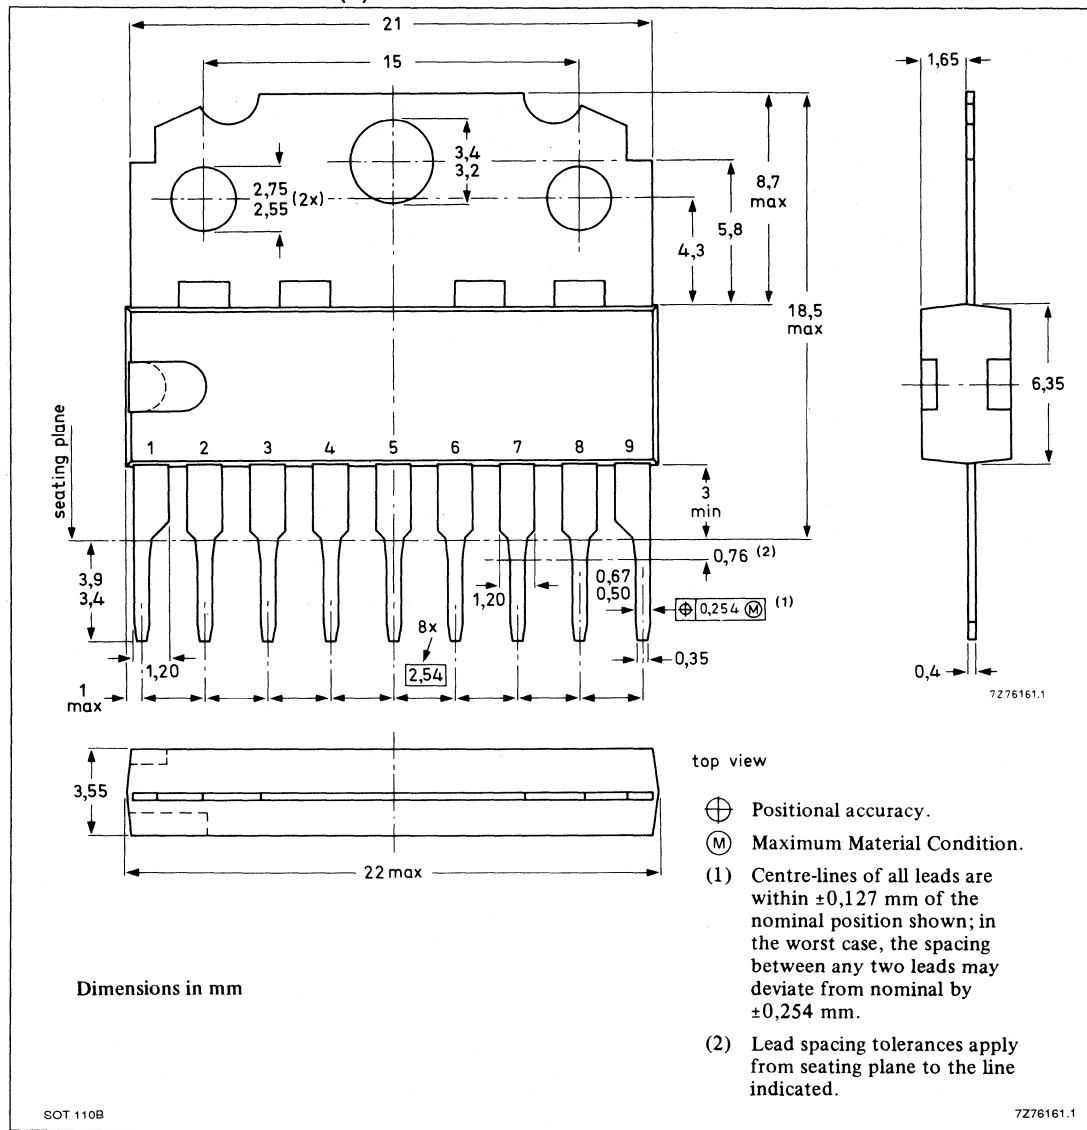 21
15
1,65
3,4
3,2
2,75
2,55 (2x)
8,7
max
5,8
4,3
18,5
max
6,35
seating plane
1 2 3 4 5 6 7 8 9
3
min
0,76 (2)
3,9
3,4
1,20
0,67
0,50
⌖ 0,254 Ⓜ (1)
8x
2,54
1,20
0,35
0,4
1
max
7Z76161.1
3,55
22 max
top view
⌖ Positional accuracy.
Ⓜ Maximum Material Condition.
(1) Centre-lines of all leads are
within ±0,127 mm of the
nominal position shown; in
the worst case, the spacing
between any two leads may
deviate from nominal by
±0,254 mm.
(2) Lead spacing tolerances apply
from seating plane to the line
indicated.
Dimensions in mm
SOT 110B
7Z76161.1